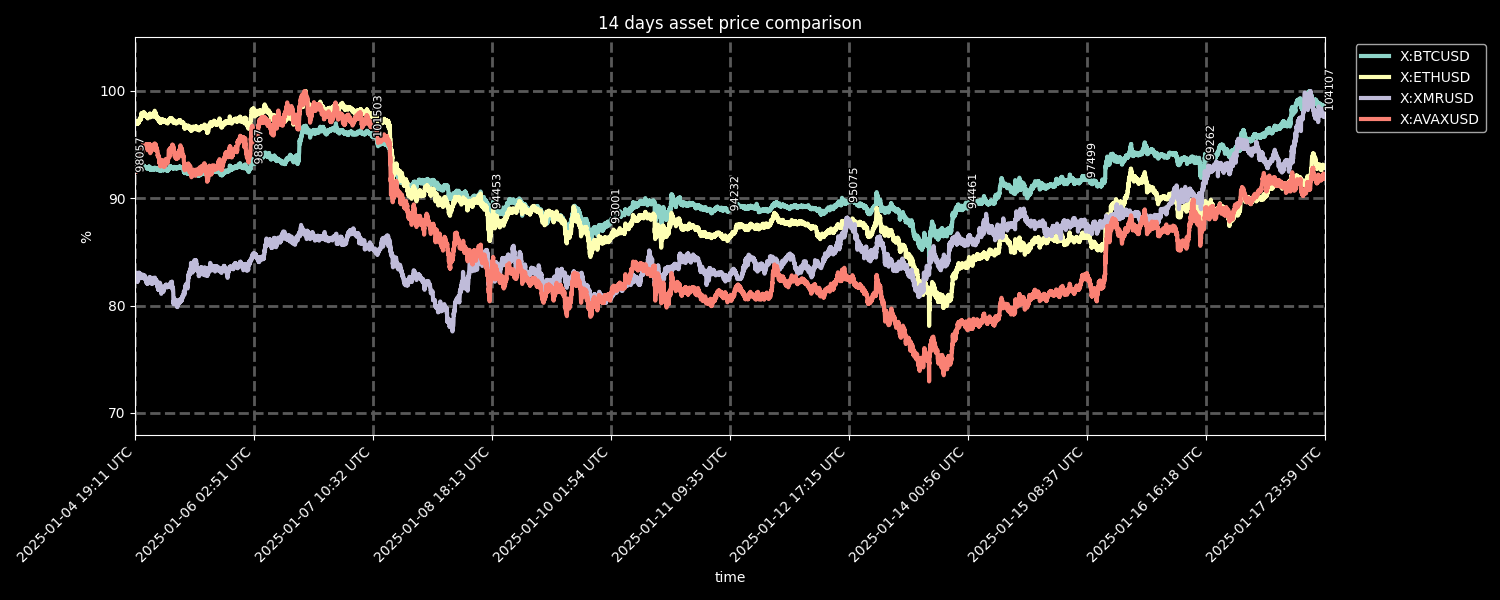 14 days asset price comparison
X:BTCUSD
X:ETHUSD
X:XMRUSD
X:AVAXUSD
100
90
80
70
%
98057
98867
101503
94453
93001
94232
95075
94461
97499
99262
104107
2025-01-04 19:11 UTC
2025-01-06 02:51 UTC
2025-01-07 10:32 UTC
2025-01-08 18:13 UTC
2025-01-10 01:54 UTC
2025-01-11 09:35 UTC
2025-01-12 17:15 UTC
2025-01-14 00:56 UTC
2025-01-15 08:37 UTC
2025-01-16 16:18 UTC
2025-01-17 23:59 UTC
time